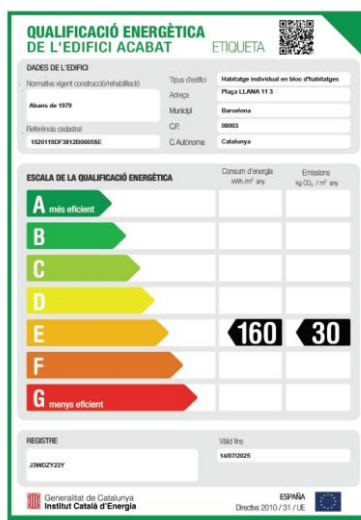 QUALIFICACIÓ ENERGÈTICA
DE L'EDIFICI ACABAT ETIQUETA
DADES DE L'EDIFICI
Normativa vigent construcció/rehabilitació
Abans de 1979
Referència cadastral
1520119DF3812B0005SE
Tipus d'edifici Habitatge individual en bloc d'habitatges
Adreça Plaça LLANA 11 3
Municipi Barcelona
C.P. 08003
C.Autònoma Catalunya
ESCALA DE LA QUALIFICACIÓ ENERGÈTICA
Consum d'energia
kWh /m² any
Emissions
kg CO₂ / m² any
A més eficient
B
C
D
E 160 30
F
G menys eficient
REGISTRE
J3WDZY23Y
Vàlid fins
14/07/2025
Generalitat de Catalunya
Institut Català d'Energia
ESPAÑA
Directiva 2010 / 31 / UE